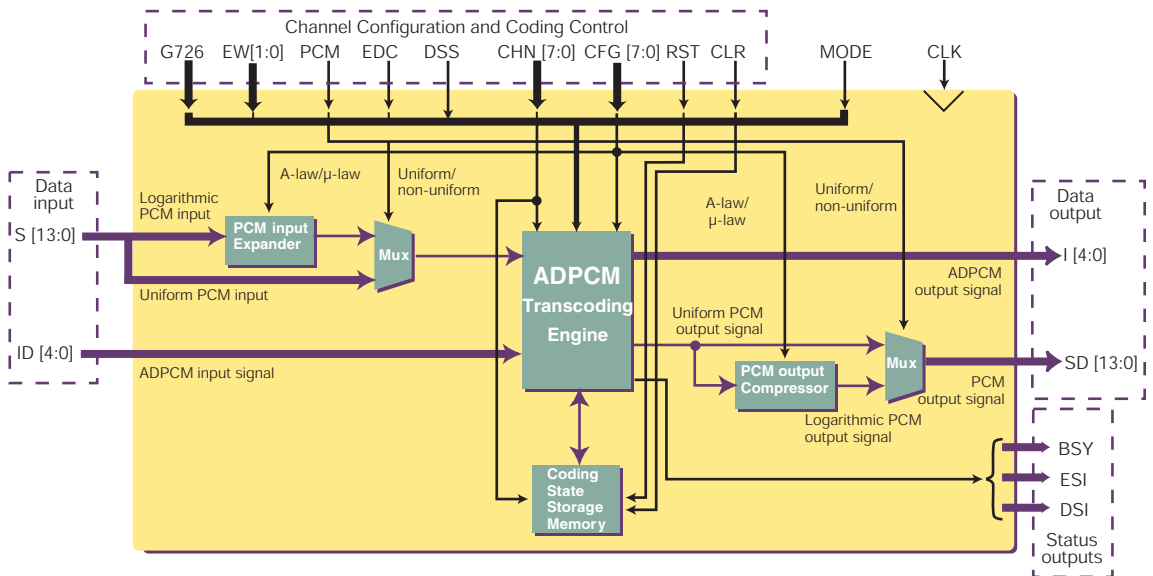 Channel Configuration and Coding Control
G726 EW[1:0] PCM EDC DSS CHN [7:0] CFG [7:0] RST CLR MODE CLK
Data
input
S [13:0]
ID [4:0]
Logarithmic
PCM input
Uniform PCM input
ADPCM input signal
A-law/μ-law
Uniform/
non-uniform
PCM input
Expander
Mux
ADPCM
Transcoding
Engine
Coding
State
Storage
Memory
A-law/
μ-law
Uniform/
non-uniform
Uniform PCM
output signal
PCM output
Compressor
Logarithmic PCM
output signal
Mux
ADPCM
output signal
PCM
output signal
Data
output
I [4:0]
SD [13:0]
BSY
ESI
DSI
Status
outputs